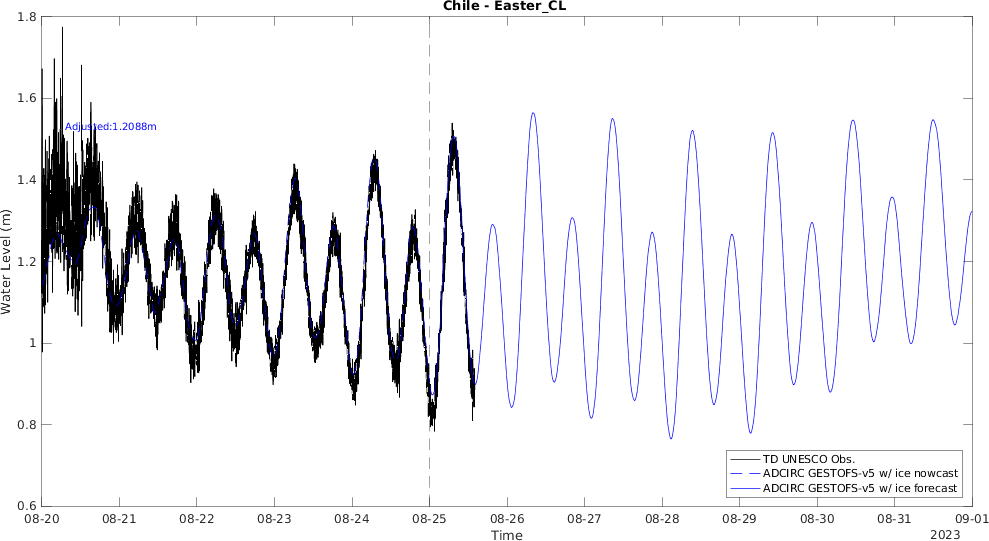 Chile - Easter_CL
Water Level (m)
1.8
1.6
1.4
1.2
1
0.8
0.6
Adjusted:1.2088m
TD UNESCO Obs.
ADCIRC GESTOFS-v5 w/ ice nowcast
ADCIRC GESTOFS-v5 w/ ice forecast
08-20 08-21 08-22 08-23 08-24 08-25 08-26 08-27 08-28 08-29 08-30 08-31 09-01
Time
2023